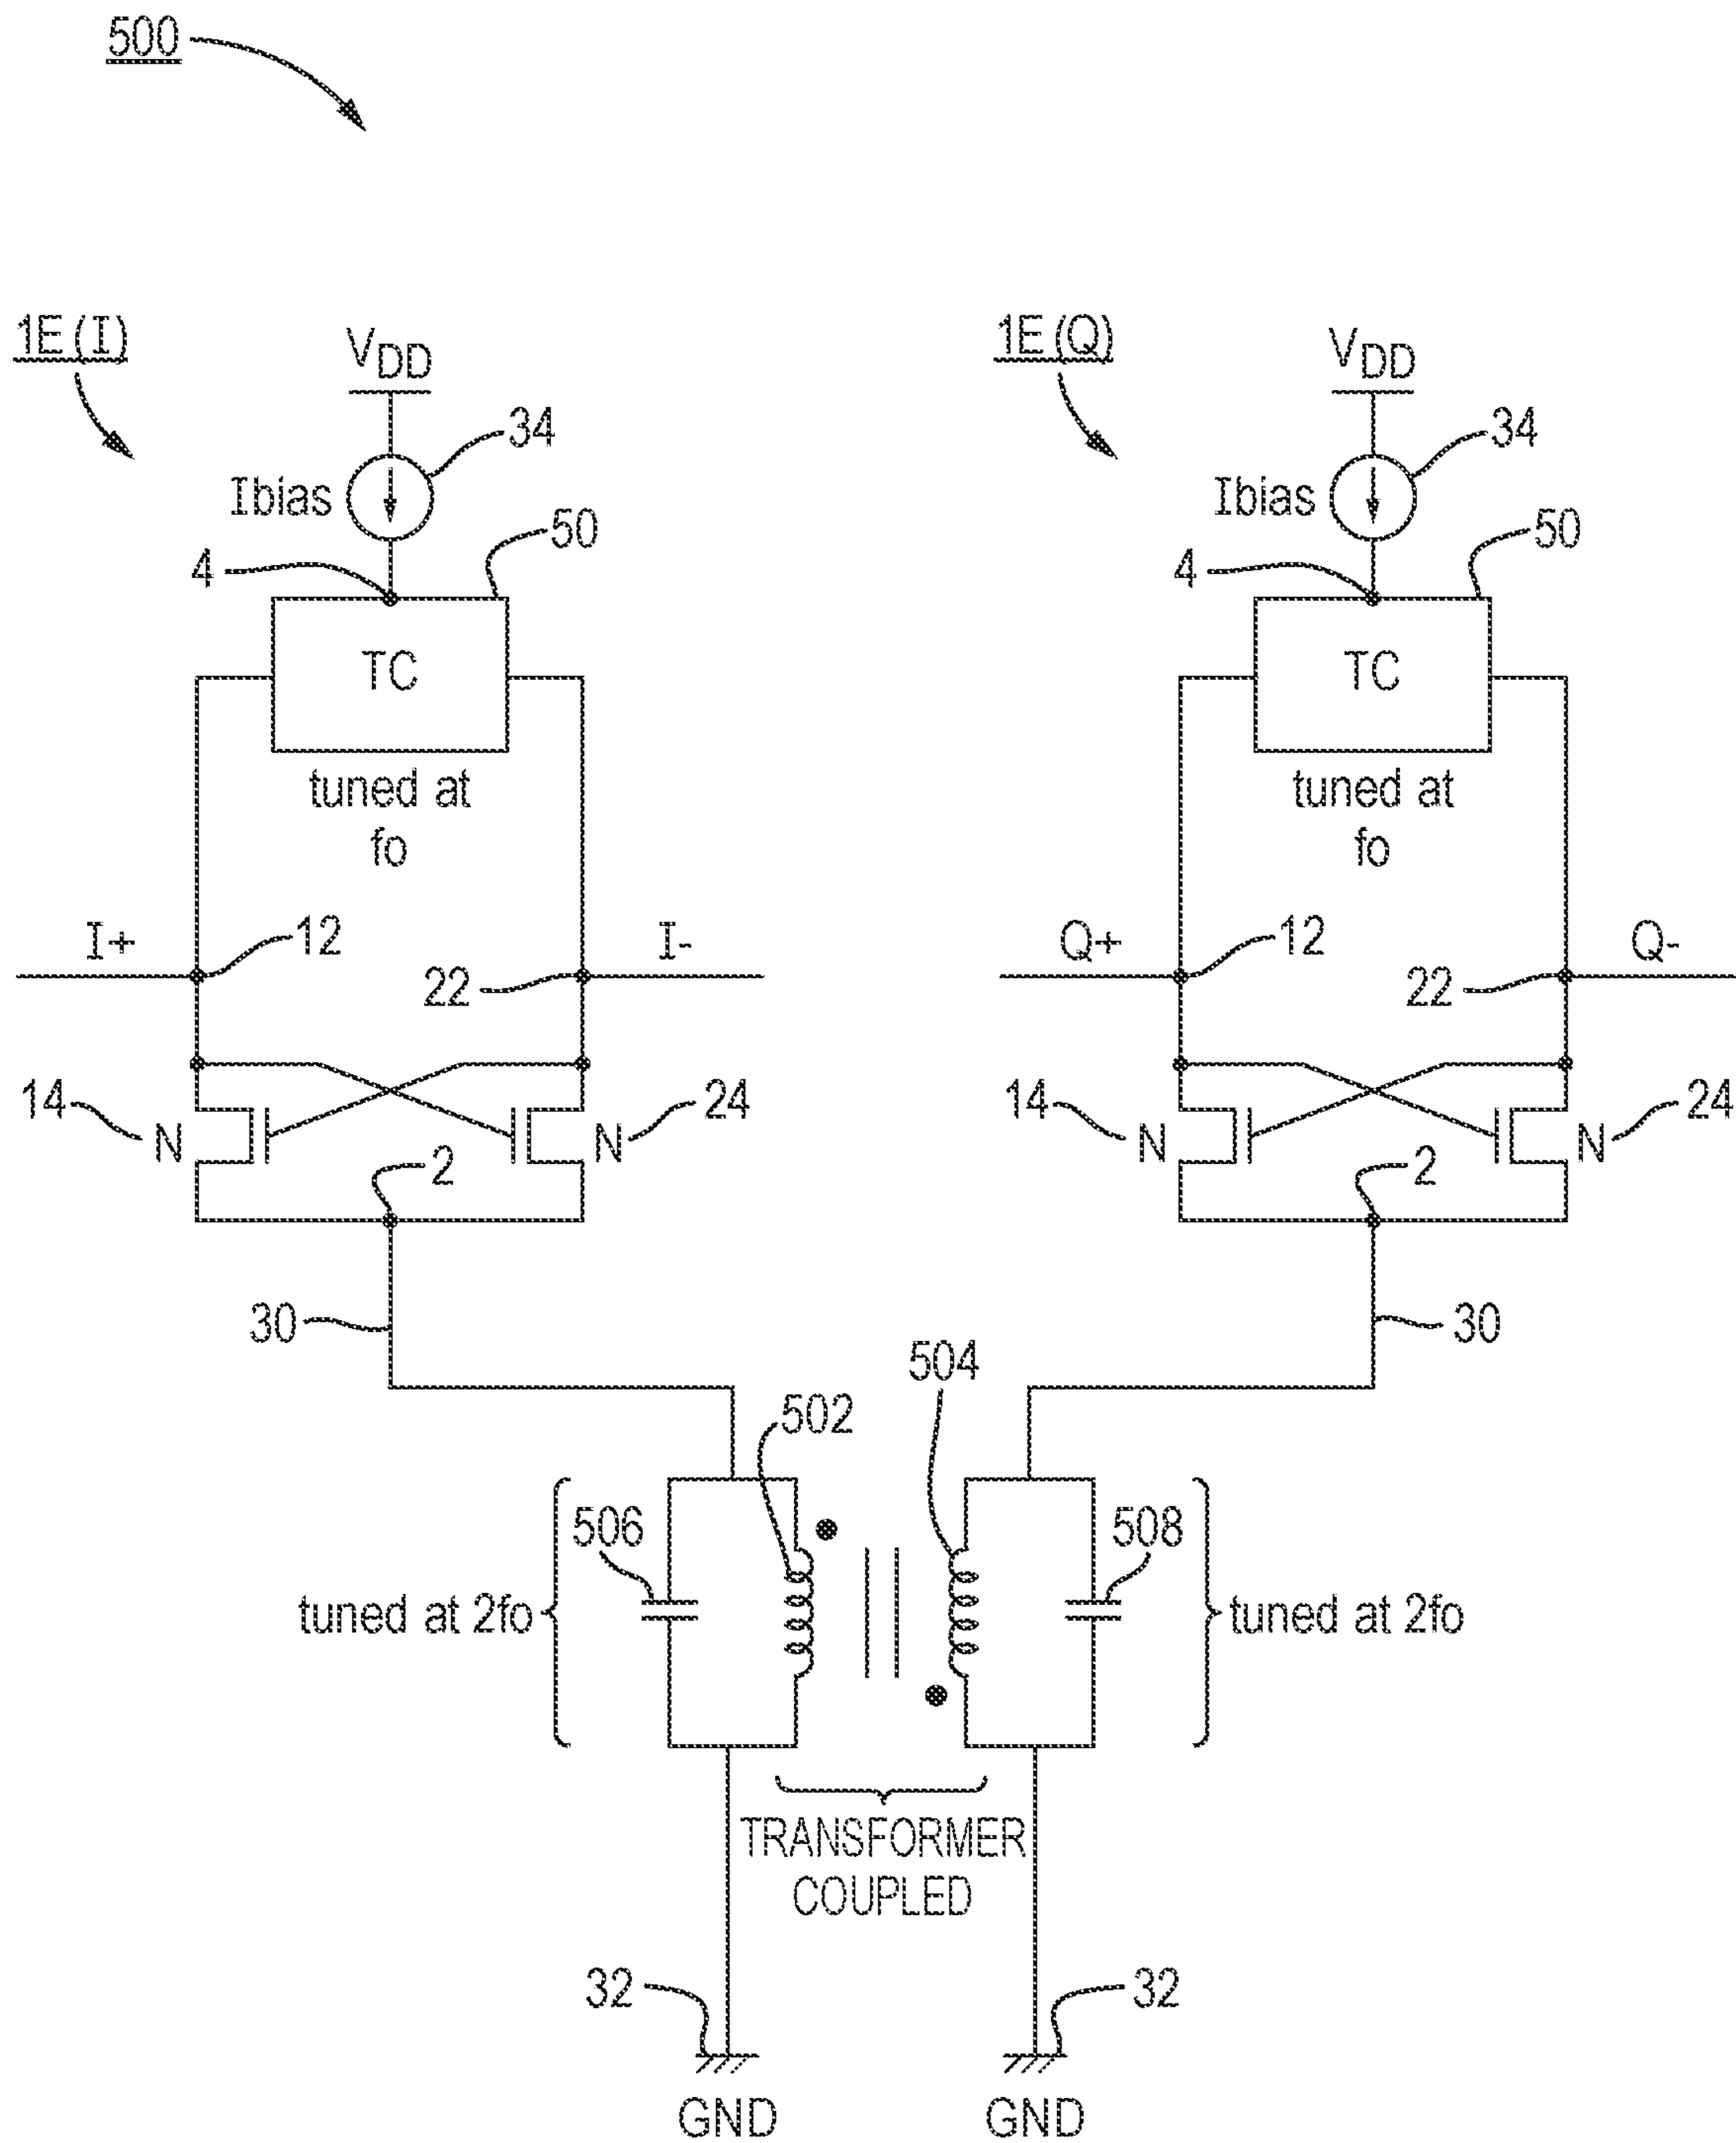 500
1E(I)
VDD
34
Ibias
50
4
TC
tuned at
fo
I+
12
I-
22
14
N
N
24
2
30
1E(Q)
VDD
34
Ibias
50
4
TC
tuned at
fo
Q+
12
Q-
22
14
N
N
24
2
30
504
502
506
508
tuned at 2fo
tuned at 2fo
TRANSFORMER
COUPLED
32
32
GND
GND